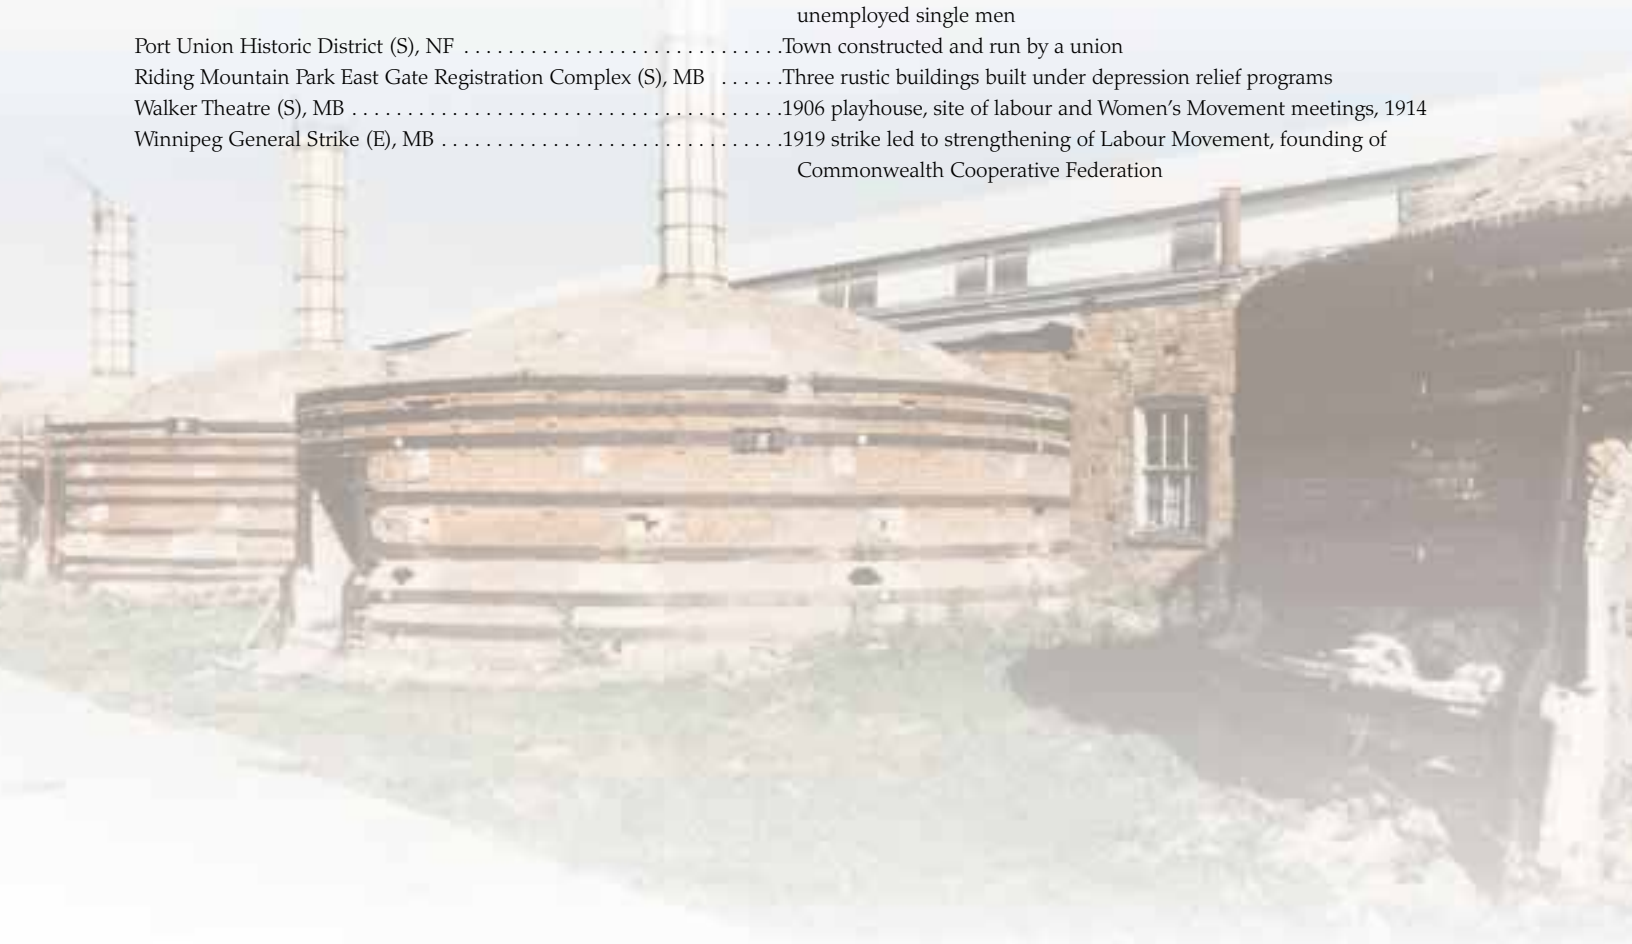 unemployed single men
Port Union Historic District (S), NF . . . . . . . . . . . . . . . . . . . . . . . . . . . . .Town constructed and run by a union
Riding Mountain Park East Gate Registration Complex (S), MB . . . . . .Three rustic buildings built under depression relief programs
Walker Theatre (S), MB . . . . . . . . . . . . . . . . . . . . . . . . . . . . . . . . . . . . . . .1906 playhouse, site of labour and Women’s Movement meetings, 1914
Winnipeg General Strike (E), MB . . . . . . . . . . . . . . . . . . . . . . . . . . . . . . .1919 strike led to strengthening of Labour Movement, founding of
Commonwealth Cooperative Federation